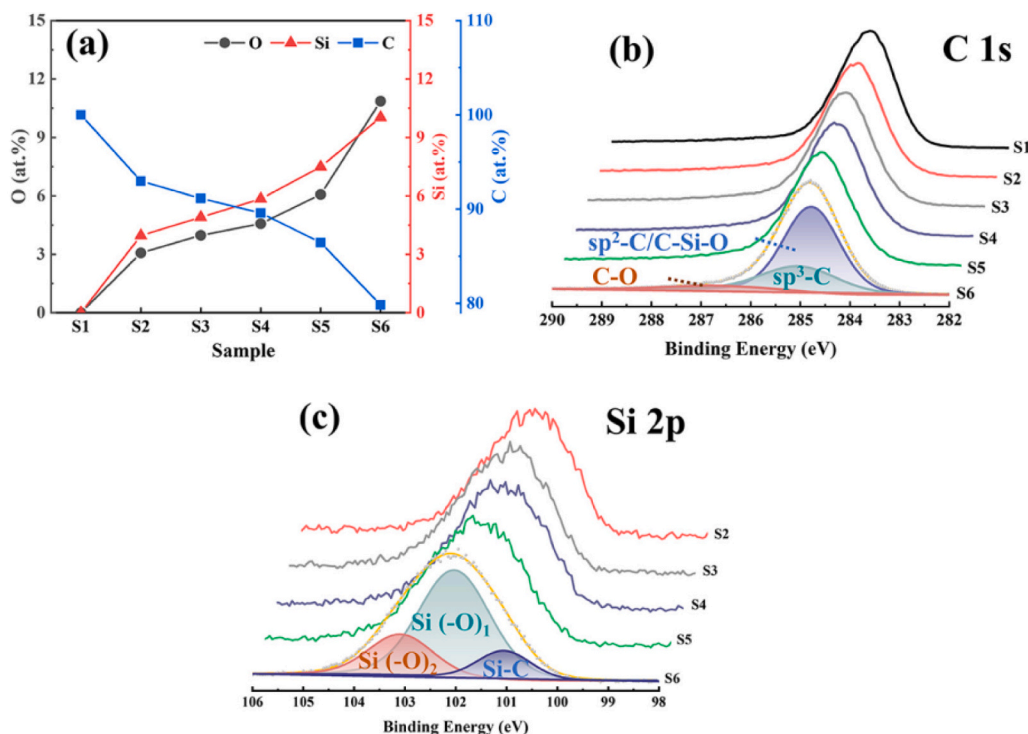 (a)
O Si C
15
12
9
6
3
0
O (at.%)
S1 S2 S3 S4 S5 S6
Sample
15
12
9
6
3
0
Si (at.%)
110
100
90
80
C (at.%)
(b)
C 1s
S1
S2
S3
S4
S5
S6
sp²-C/C-Si-O
C-O
sp³-C
290 289 288 287 286 285 284 283 282
Binding Energy (eV)
(c)
Si 2p
S2
S3
S4
S5
S6
Si (-O)₁
Si (-O)₂
Si-C
106 105 104 103 102 101 100 99 98
Binding Energy (eV)